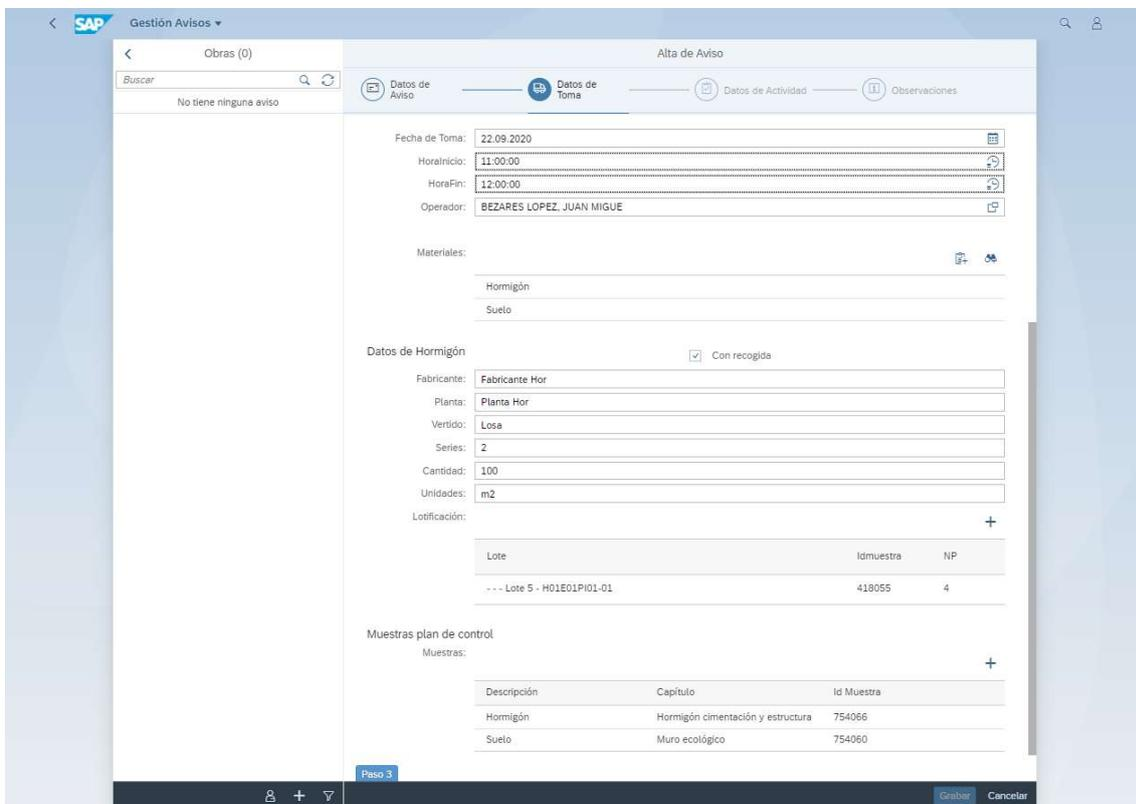 SAP Gestión Avisos
Obras (0)
Buscar
No tiene ninguna aviso
Alta de Aviso
Datos de
Aviso
Datos de
Toma
Datos de Actividad
Observaciones
Fecha de Toma: 22.09.2020
HoraInicio: 11:00:00
HoraFin: 12:00:00
Operador: BEZARES LOPEZ, JUAN MIGUE
Materiales:
Hormigón
Suelo
Datos de Hormigón Con recogida
Fabricante: Fabricante Hor
Planta: Planta Hor
Vertido: Losa
Series: 2
Cantidad: 100
Unidades: m2
Lotificación:
Lote Idmuestra NP
- - - Lote 5 - H01E01PI01-01 418055 4
Muestras plan de control
Muestras:
Descripción Capítulo Id Muestra
Hormigón Hormigón cimentación y estructura 754066
Suelo Muro ecológico 754060
Paso 3
Grabar Cancelar